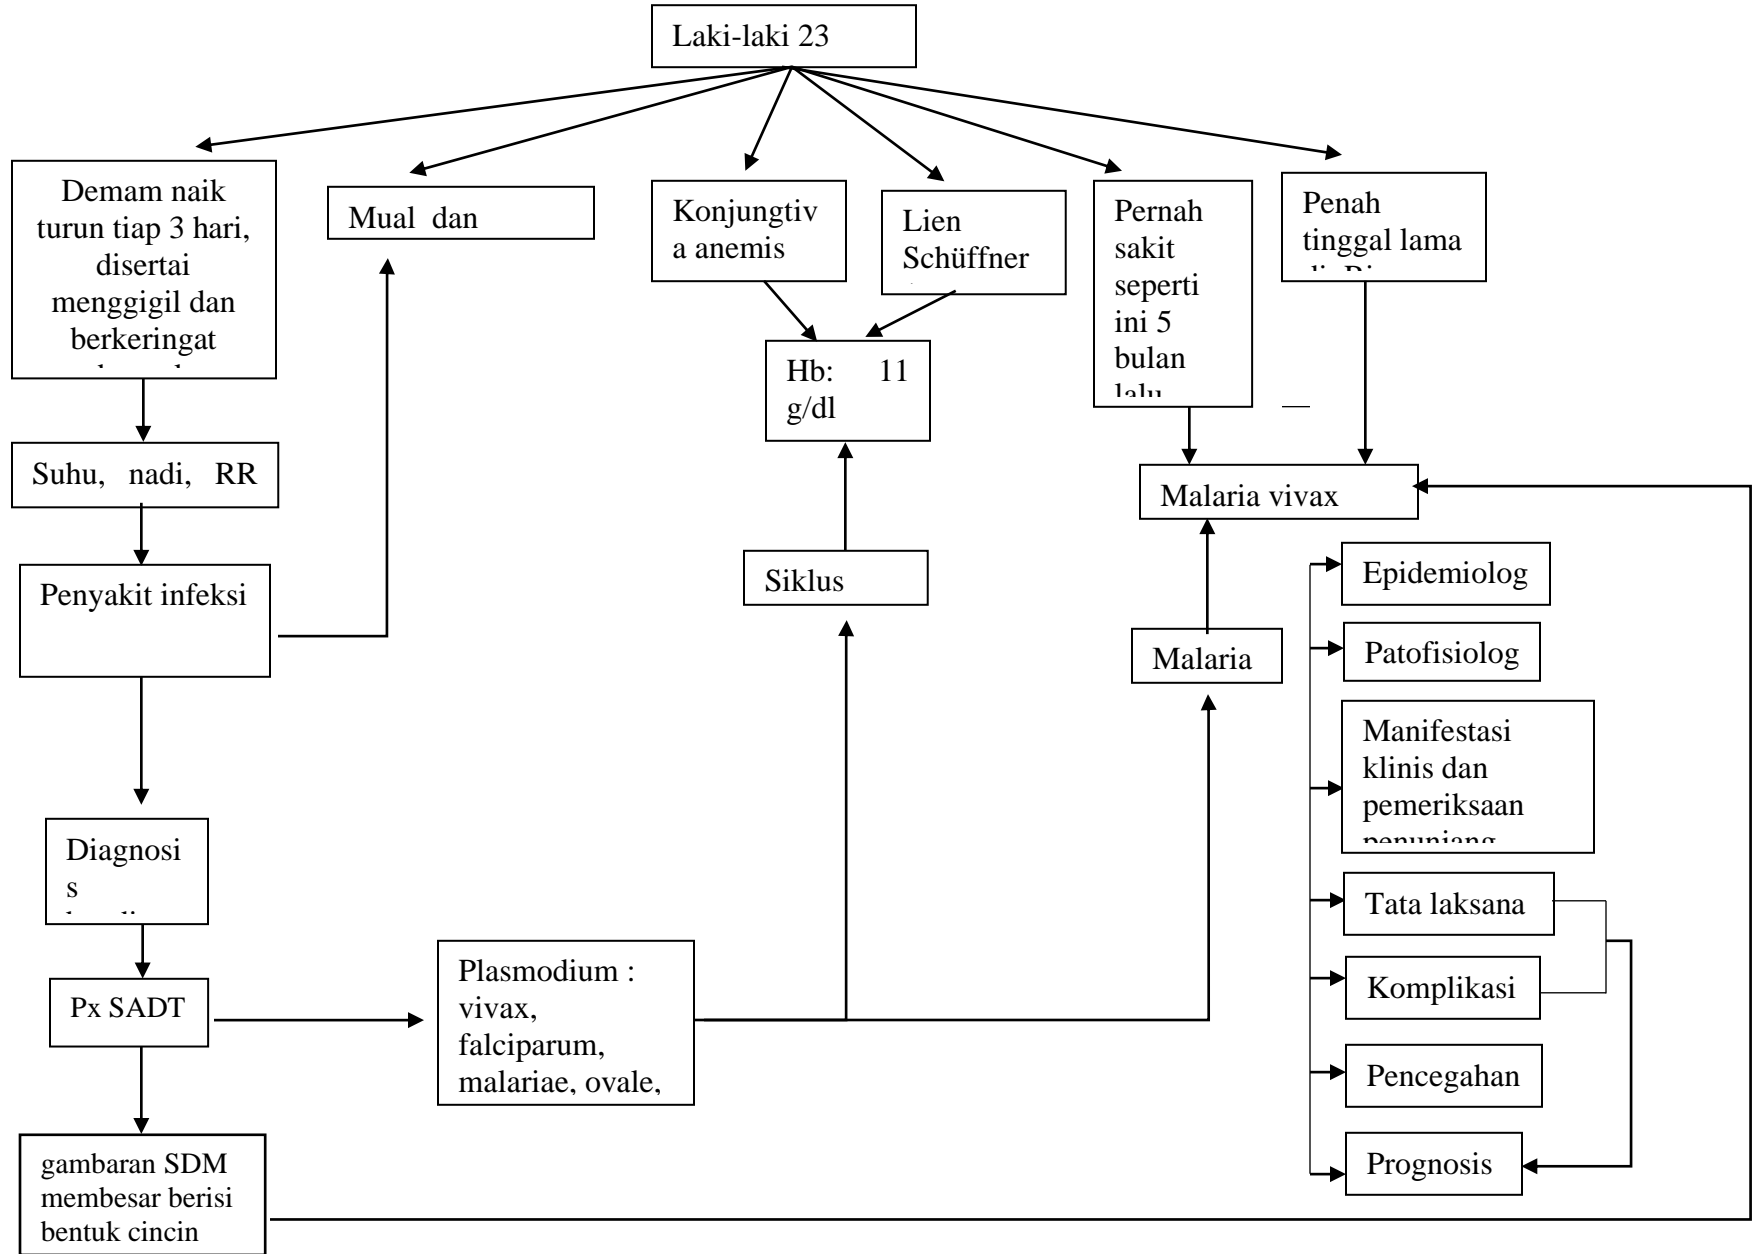 Laki-laki 23
Demam naik
turun tiap 3 hari,
disertai
menggigil dan
berkeringat
Mual dan
Konjungtiv
a anemis
Lien
Schüffner
Pernah
sakit
seperti
ini 5
bulan
lalu
Penah
tinggal lama
Hb: 11
g/dl
Suhu, nadi, RR
Malaria vivax
Penyakit infeksi
Siklus
Malaria
Epidemiolog
Patofisiolog
Manifestasi
klinis dan
pemeriksaan
penunjang
Tata laksana
Komplikasi
Pencegahan
Prognosis
Diagnosi
s
Px SADT
Plasmodium :
vivax,
falciparum,
malariae, ovale,
gambaran SDM
membesar berisi
bentuk cincin